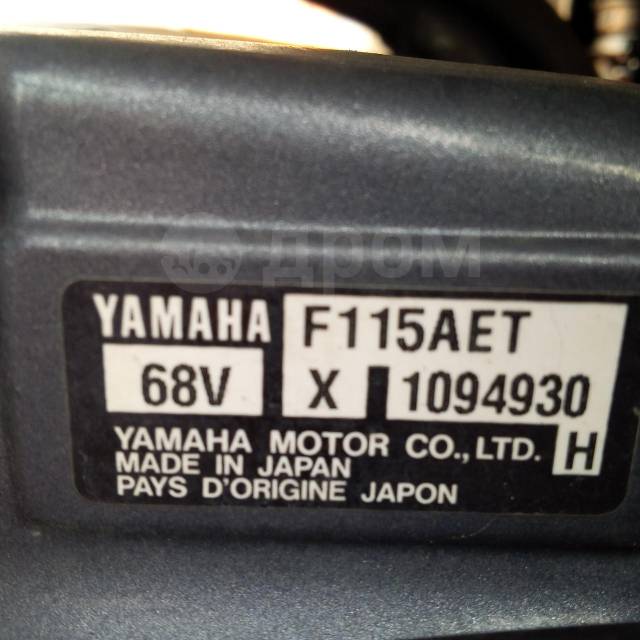 дром
YAMAHA F115AET
68V X 1094930
YAMAHA MOTOR CO., LTD. H
MADE IN JAPAN
PAYS D'ORIGINE JAPON